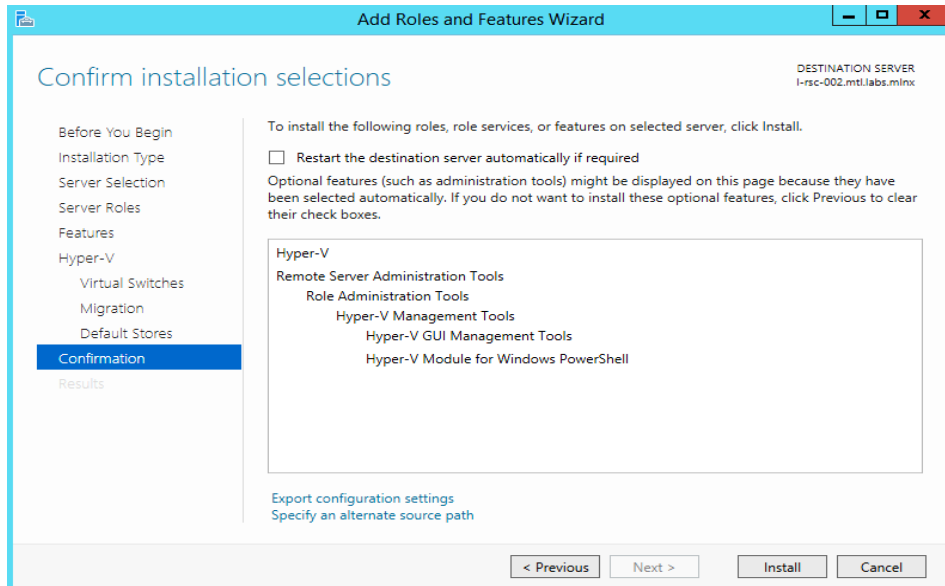 Add Roles and Features Wizard
Confirm installation selections
DESTINATION SERVER
l-rsc-002.mtl.labs.mlnx
Before You Begin
Installation Type
Server Selection
Server Roles
Features
Hyper-V
Virtual Switches
Migration
Default Stores
Confirmation
Results
To install the following roles, role services, or features on selected server, click Install.
Restart the destination server automatically if required
Optional features (such as administration tools) might be displayed on this page because they have
been selected automatically. If you do not want to install these optional features, click Previous to clear
their check boxes.
Hyper-V
Remote Server Administration Tools
Role Administration Tools
Hyper-V Management Tools
Hyper-V GUI Management Tools
Hyper-V Module for Windows PowerShell
Export configuration settings
Specify an alternate source path
< Previous
Next >
Install
Cancel